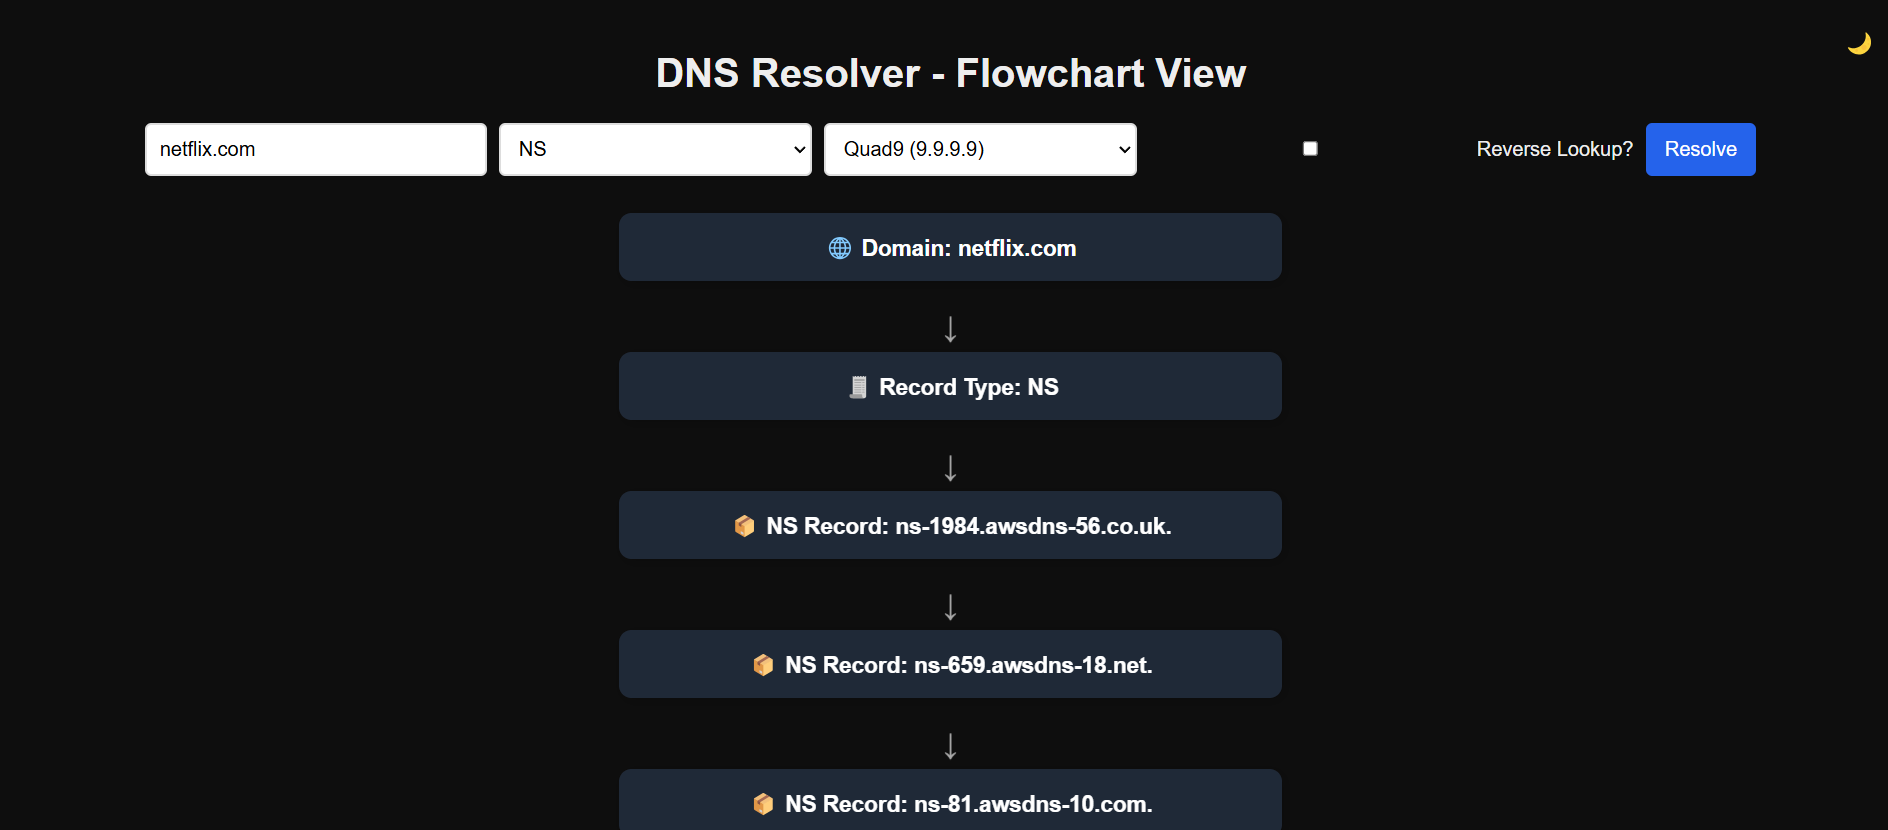 DNS Resolver - Flowchart View
netflix.com NS Quad9 (9.9.9.9) Reverse Lookup? Resolve
Domain: netflix.com
Record Type: NS
NS Record: ns-1984.awsdns-56.co.uk.
NS Record: ns-659.awsdns-18.net.
NS Record: ns-81.awsdns-10.com.